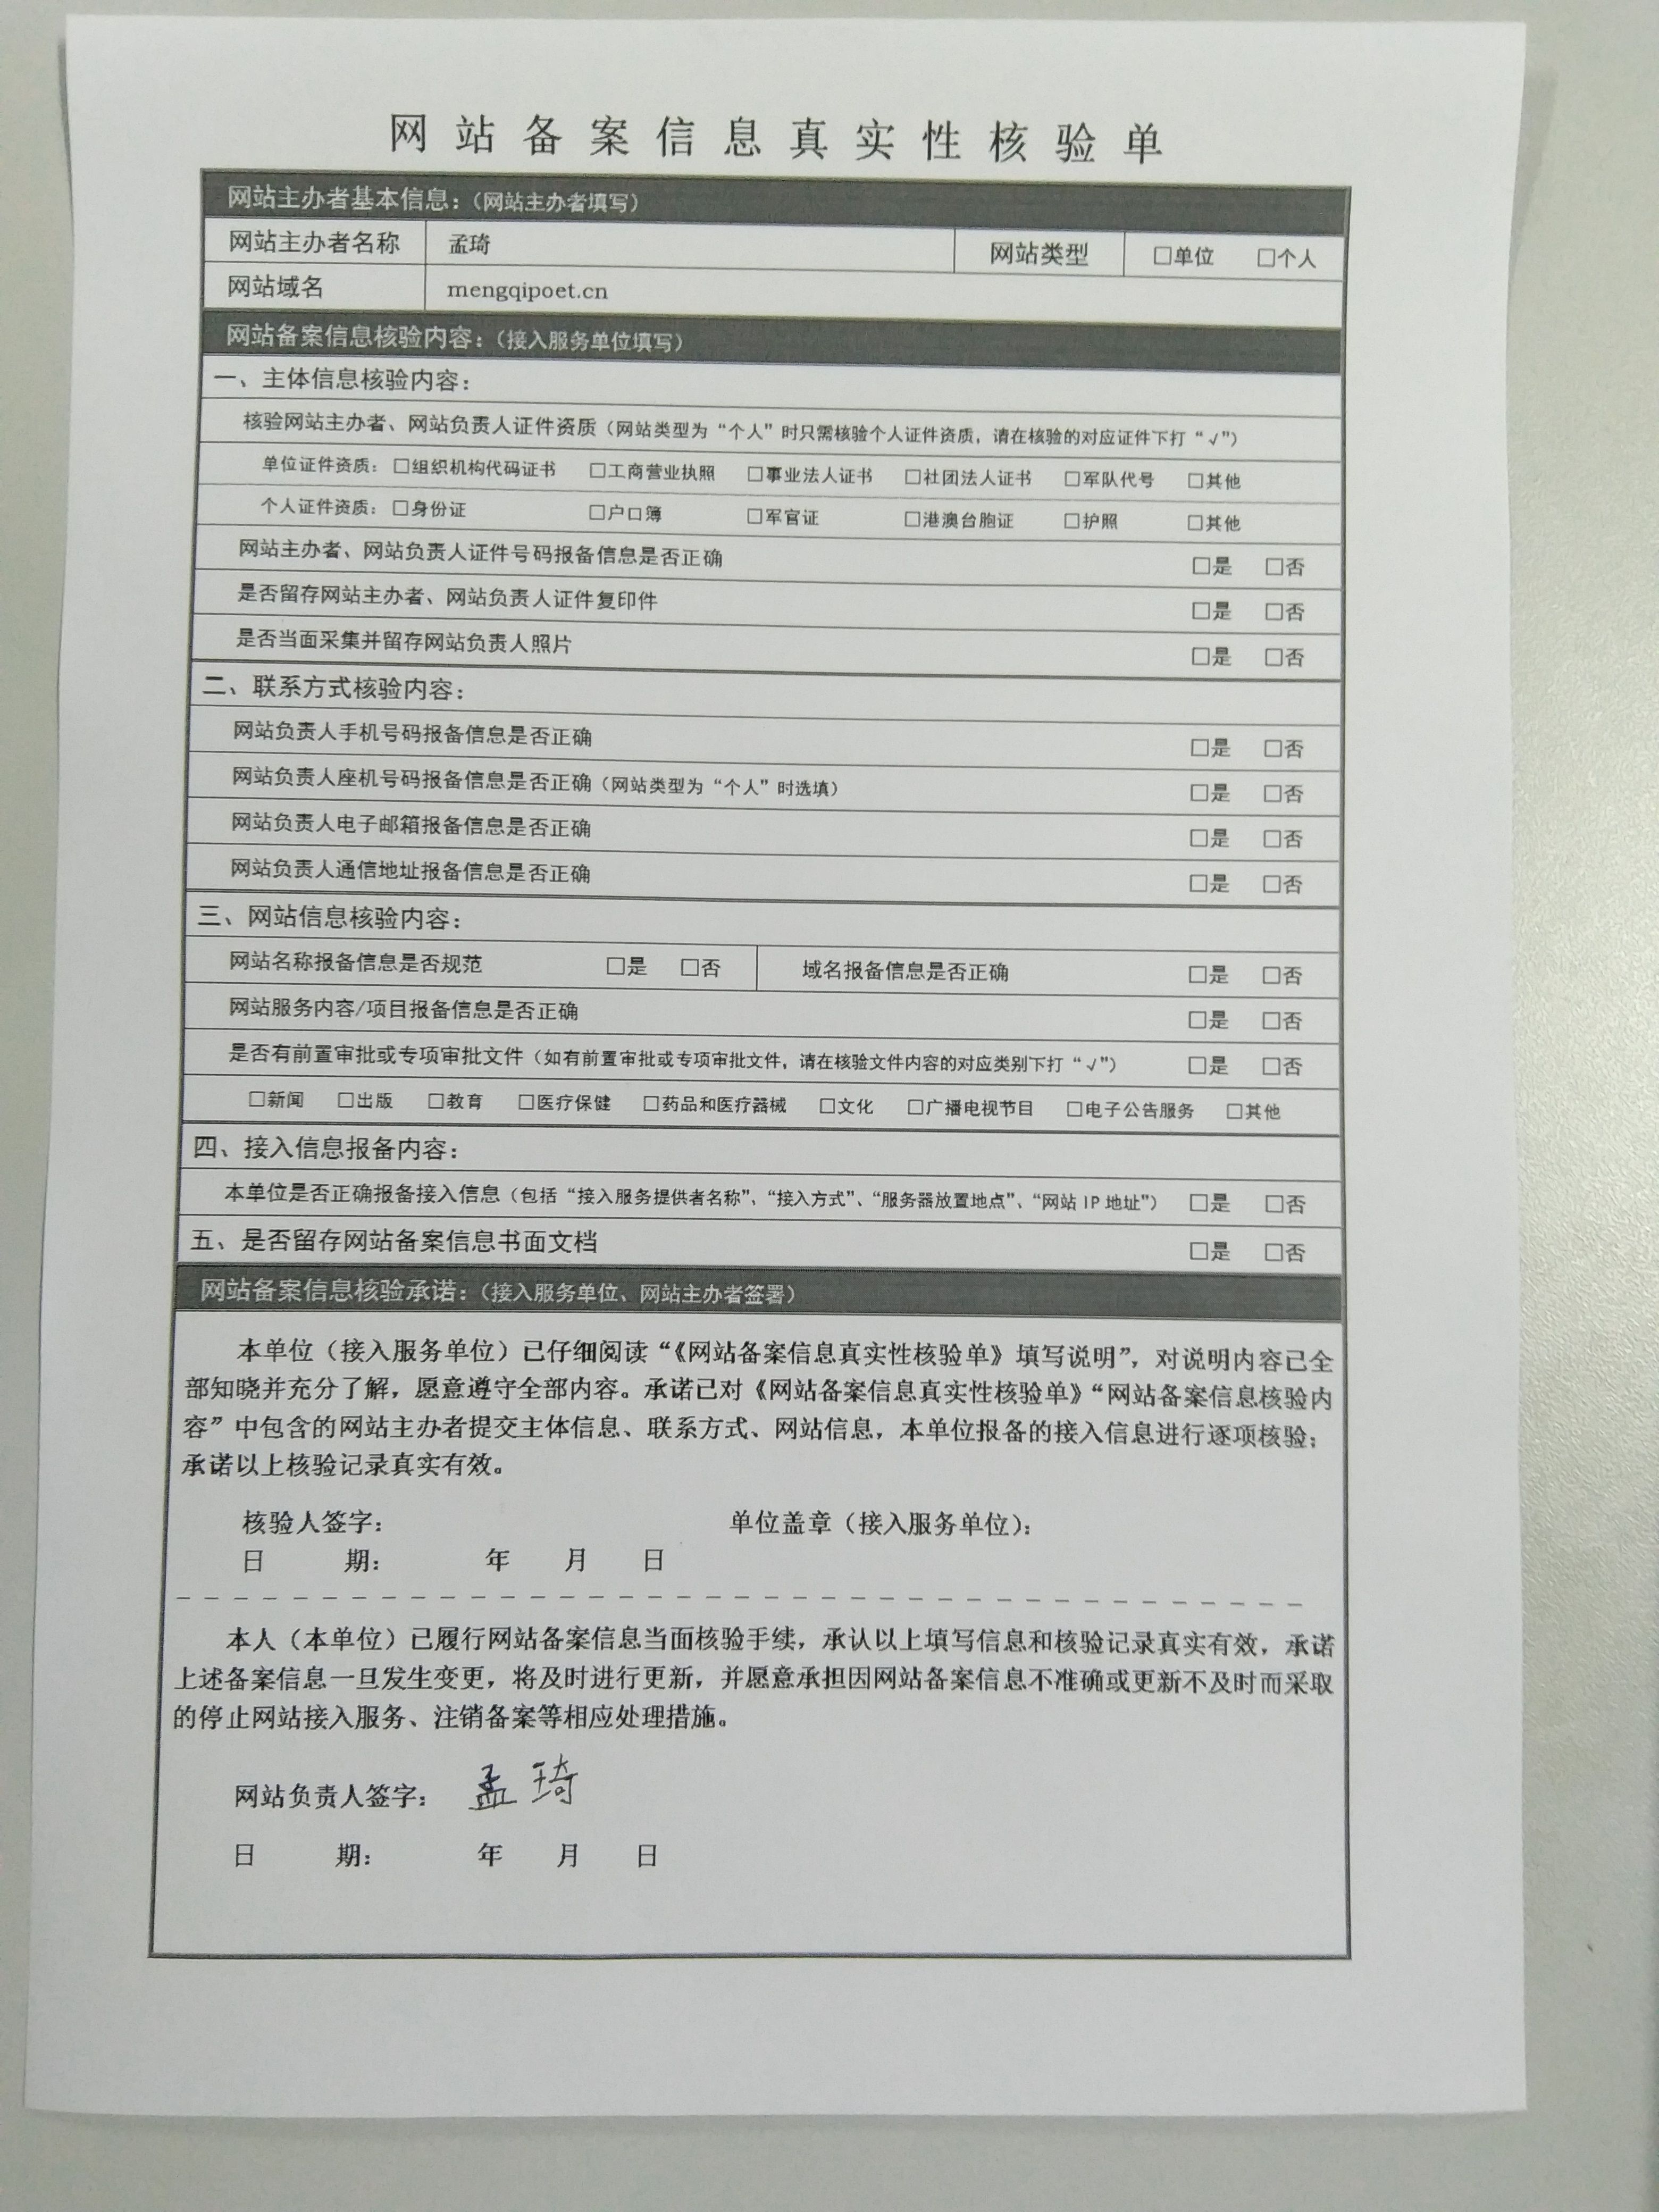 网站备案信息真实性核验单
网站主办者基本信息：（网站主办者填写）
网站主办者名称 孟琦 网站类型 □单位 □个人
网站域名 mengqipoet.cn
网站备案信息核验内容：（接入服务单位填写）
一、主体信息核验内容：
核验网站主办者、网站负责人证件资质（网站类型为“个人”时只需核验个人证件资质，请在核验的对应证件下打“√”）
单位证件资质：□组织机构代码证书 □工商营业执照 □事业法人证书 □社团法人证书 □军队代号 □其他
个人证件资质：□身份证 □户口簿 □军官证 □港澳台胞证 □护照 □其他
网站主办者、网站负责人证件号码报备信息是否正确 □是 □否
是否留存网站主办者、网站负责人证件复印件 □是 □否
是否当面采集并留存网站负责人照片 □是 □否
二、联系方式核验内容：
网站负责人手机号码报备信息是否正确 □是 □否
网站负责人座机号码报备信息是否正确（网站类型为“个人”时选填） □是 □否
网站负责人电子邮箱报备信息是否正确 □是 □否
网站负责人通信地址报备信息是否正确 □是 □否
三、网站信息核验内容：
网站名称报备信息是否规范 □是 □否 域名报备信息是否正确 □是 □否
网站服务内容/项目报备信息是否正确 □是 □否
是否有前置审批或专项审批文件（如有前置审批或专项审批文件，请在核验文件内容的对应类别下打“√”） □是 □否
□新闻 □出版 □教育 □医疗保健 □药品和医疗器械 □文化 □广播电视节目 □电子公告服务 □其他
四、接入信息报备内容：
本单位是否正确报备接入信息（包括“接入服务提供者名称”、“接入方式”、“服务器放置地点”、“网站 IP 地址”） □是 □否
五、是否留存网站备案信息书面文档 □是 □否
网站备案信息核验承诺：（接入服务单位、网站主办者签署）
本单位（接入服务单位）已仔细阅读“《网站备案信息真实性核验单》填写说明”，对说明内容已全
部知晓并充分了解，愿意遵守全部内容。承诺已对《网站备案信息真实性核验单》“网站备案信息核验内
容”中包含的网站主办者提交主体信息、联系方式、网站信息，本单位报备的接入信息进行逐项核验；
承诺以上核验记录真实有效。
核验人签字： 单位盖章（接入服务单位）：
日 期： 年 月 日
本人（本单位）已履行网站备案信息当面核验手续，承认以上填写信息和核验记录真实有效，承诺
上述备案信息一旦发生变更，将及时进行更新，并愿意承担因网站备案信息不准确或更新不及时而采取
的停止网站接入服务、注销备案等相应处理措施。
网站负责人签字： 孟琦
日 期： 年 月 日